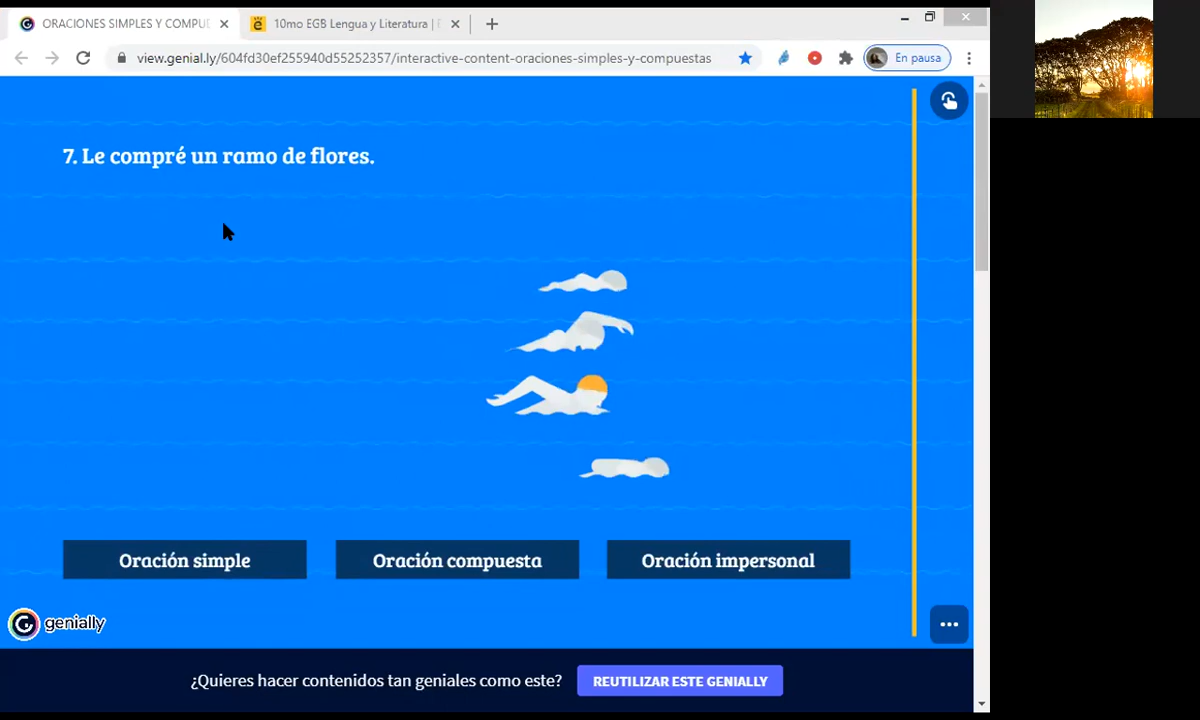 ORACIONES SIMPLES Y COMPU
10mo EGB Lengua y Literatura |
view.genial.ly/604fd30ef255940d55252357/interactive-content-oraciones-simples-y-compuestas
En pausa
7. Le compré un ramo de flores.
Oración simple
Oración compuesta
Oración impersonal
genially
¿Quieres hacer contenidos tan geniales como este?
REUTILIZAR ESTE GENIALLY